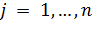 j = 1,…,n